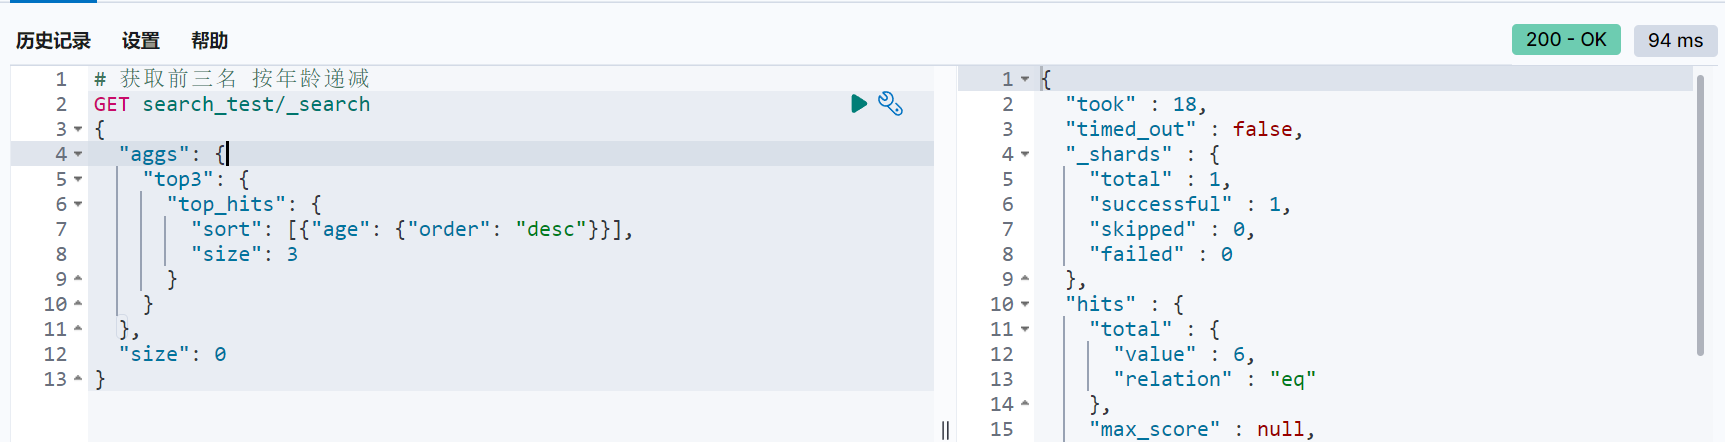 历史记录 设置 帮助
200 - OK 94 ms
1 # 获取前三名 按年龄递减
2 GET search_test/_search
3 {
4 "aggs": {
5 "top3": {
6 "top_hits": {
7 "sort": [{"age": {"order": "desc"}}],
8 "size": 3
9 }
10 }
11 },
12 "size": 0
13 }
1 {
2 "took" : 18,
3 "timed_out" : false,
4 "_shards" : {
5 "total" : 1,
6 "successful" : 1,
7 "skipped" : 0,
8 "failed" : 0
9 },
10 "hits" : {
11 "total" : {
12 "value" : 6,
13 "relation" : "eq"
14 },
15 "max_score" : null,